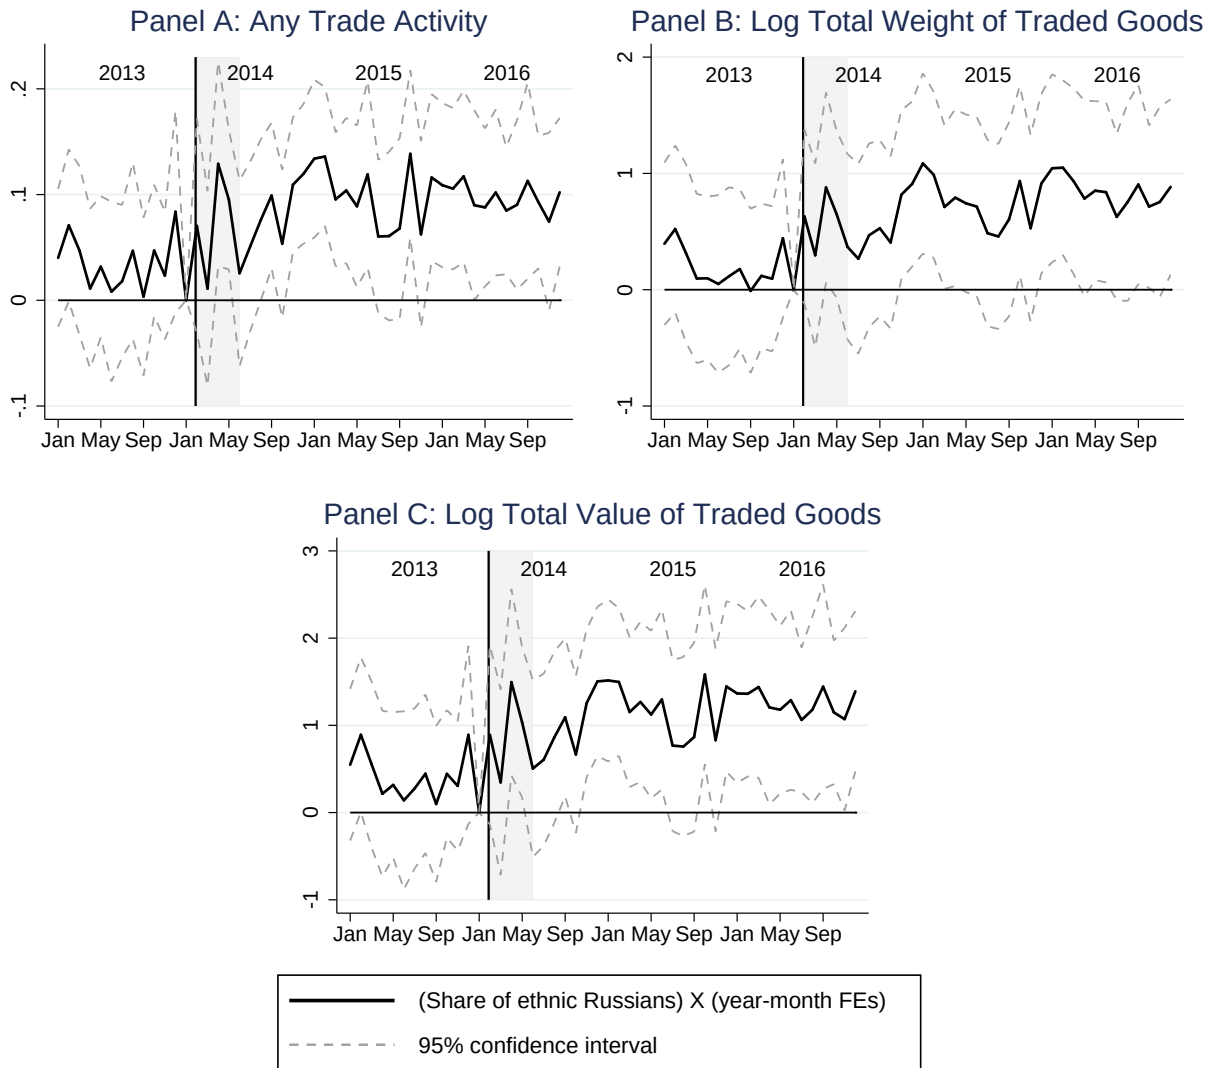 Panel A: Any Trade Activity
.2
.1
0
-.1
2013 2014 2015 2016
Jan May Sep Jan May Sep Jan May Sep Jan May Sep
Panel B: Log Total Weight of Traded Goods
2
1
0
-1
2013 2014 2015 2016
Jan May Sep Jan May Sep Jan May Sep Jan May Sep
Panel C: Log Total Value of Traded Goods
3
2
1
0
-1
2013 2014 2015 2016
Jan May Sep Jan May Sep Jan May Sep Jan May Sep
(Share of ethnic Russians) X (year-month FEs)
95% confidence interval